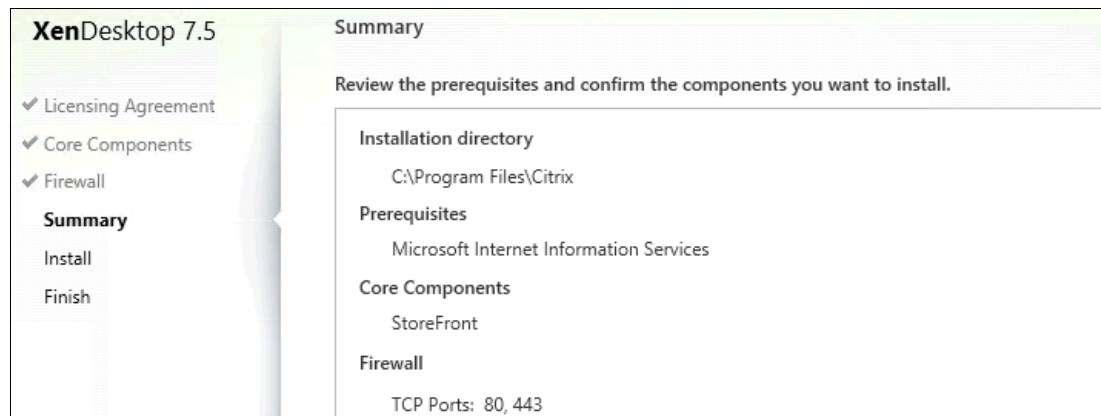 XenDesktop 7.5
✔ Licensing Agreement
✔ Core Components
✔ Firewall
Summary
Install
Finish
Summary
Review the prerequisites and confirm the components you want to install.
Installation directory
C:\Program Files\Citrix
Prerequisites
Microsoft Internet Information Services
Core Components
StoreFront
Firewall
TCP Ports: 80, 443